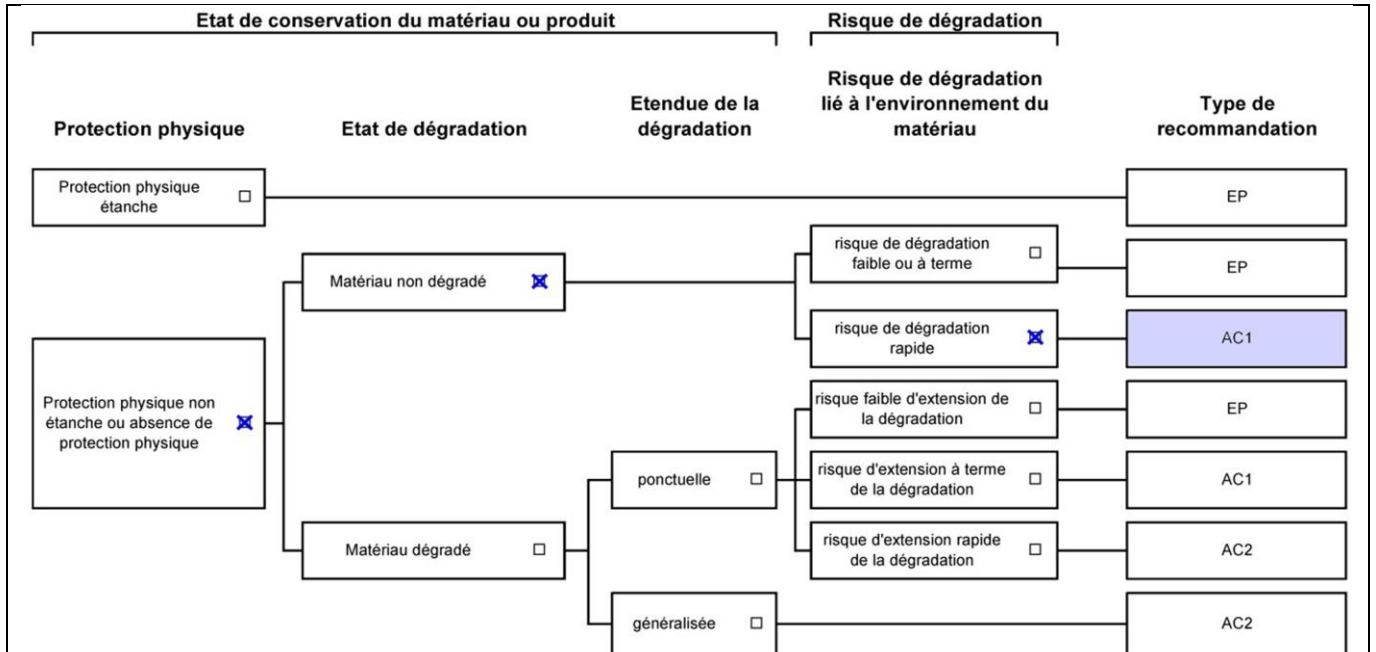 Etat de conservation du matériau ou produit
Risque de dégradation
Protection physique
Etat de dégradation
Etendue de la
dégradation
Risque de dégradation
lié à l'environnement du
matériau
Type de
recommandation
Protection physique
étanche
EP
Matériau non dégradé
risque de dégradation
faible ou à terme
EP
risque de dégradation
rapide
AC1
Protection physique non
étanche ou absence de
protection physique
risque faible d'extension de
la dégradation
EP
ponctuelle
risque d'extension à terme
de la dégradation
AC1
Matériau dégradé
risque d'extension rapide
de la dégradation
AC2
généralisée
AC2